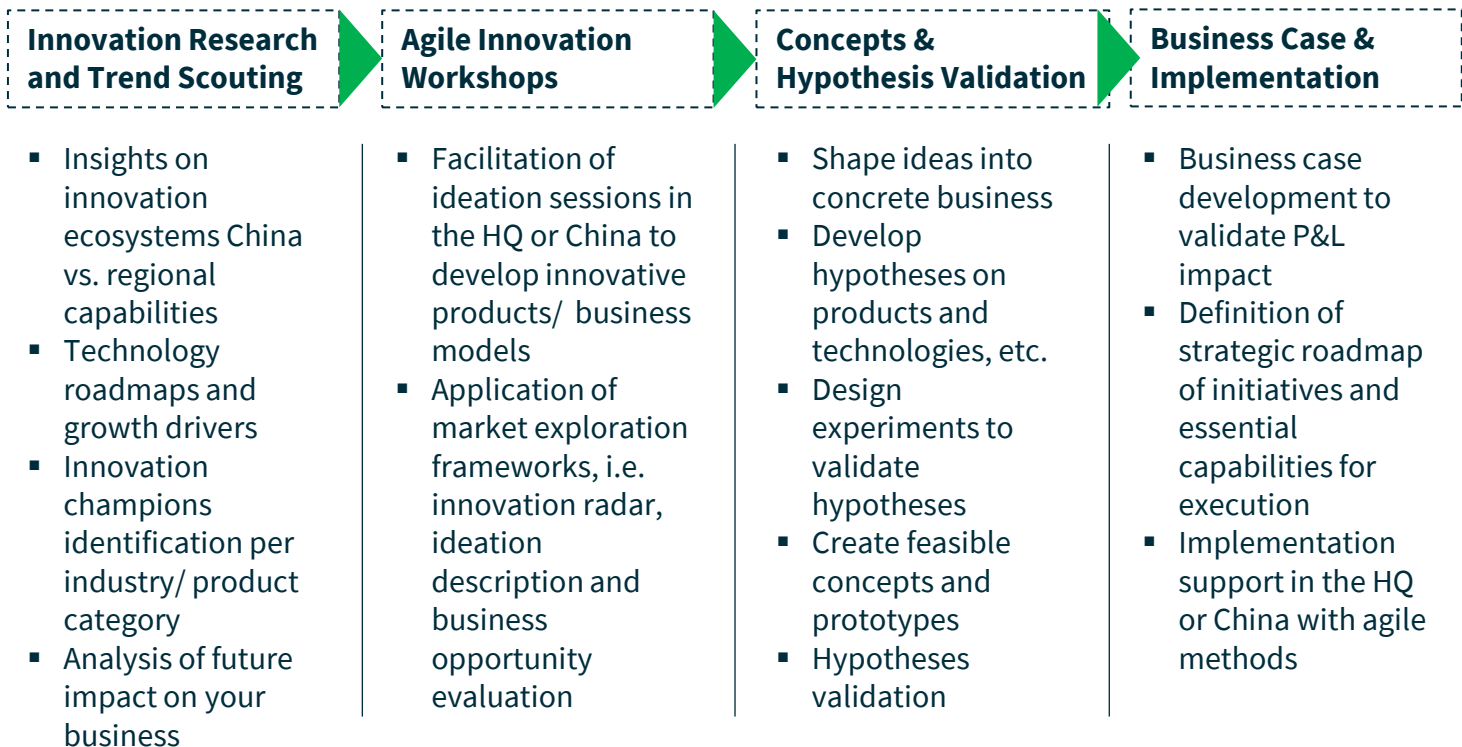 Innovation Research
and Trend Scouting
▪ Insights on
innovation
ecosystems China
vs. regional
capabilities
▪ Technology
roadmaps and
growth drivers
▪ Innovation
champions
identification per
industry/ product
category
▪ Analysis of future
impact on your
business
Agile Innovation
Workshops
▪ Facilitation of
ideation sessions in
the HQ or China to
develop innovative
products/  business
models
▪ Application of
market exploration
frameworks, i.e.
innovation radar,
ideation
description and
business
opportunity
evaluation
Concepts &
Hypothesis Validation
▪ Shape ideas into
concrete business
▪ Develop
hypotheses on
products and
technologies, etc.
▪ Design
experiments to
validate
hypotheses
▪ Create feasible
concepts and
prototypes
▪ Hypotheses
validation
Business Case &
Implementation
▪ Business case
development to
validate P&L
impact
▪ Definition of
strategic roadmap
of initiatives and
essential
capabilities for
execution
▪ Implementation
support in the HQ
or China with agile
methods